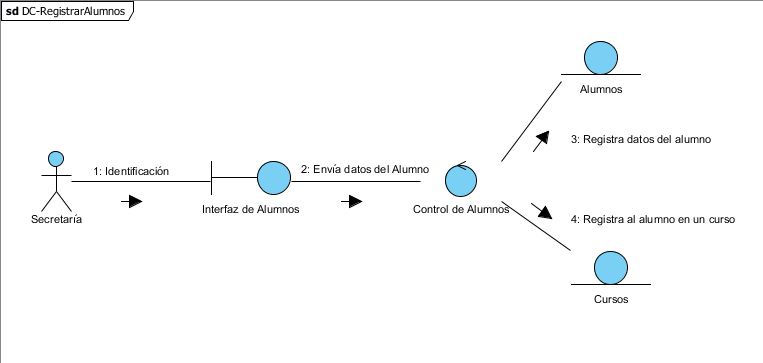 sd DC-RegistrarAlumnos
Alumnos
3: Registra datos del alumno
1: Identificación
2: Envía datos del Alumno
Secretaría
Interfaz de Alumnos
Control de Alumnos
4: Registra al alumno en un curso
Cursos